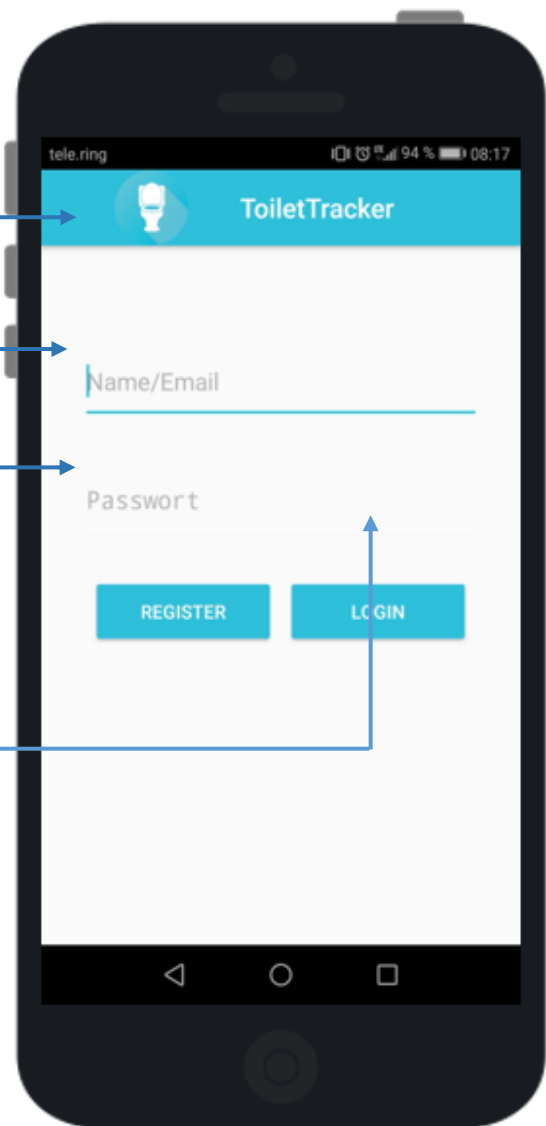 tele.ring 94 % 08:17
ToiletTracker
Name/Email
Passwort
REGISTER LOGIN